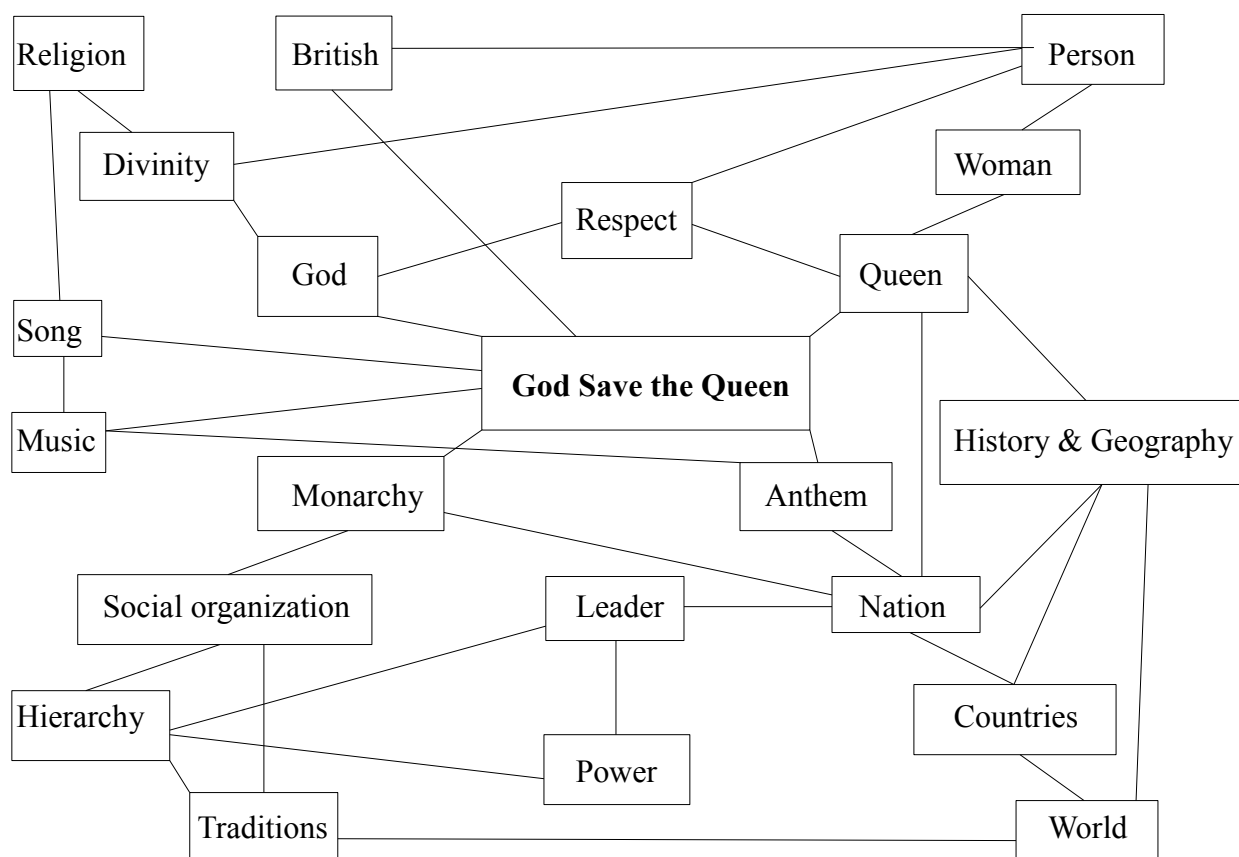 Religion
British
Person
Divinity
Woman
Respect
God
Queen
Song
God Save the Queen
Music
History & Geography
Monarchy
Anthem
Social organization
Leader
Nation
Hierarchy
Countries
Power
Traditions
World